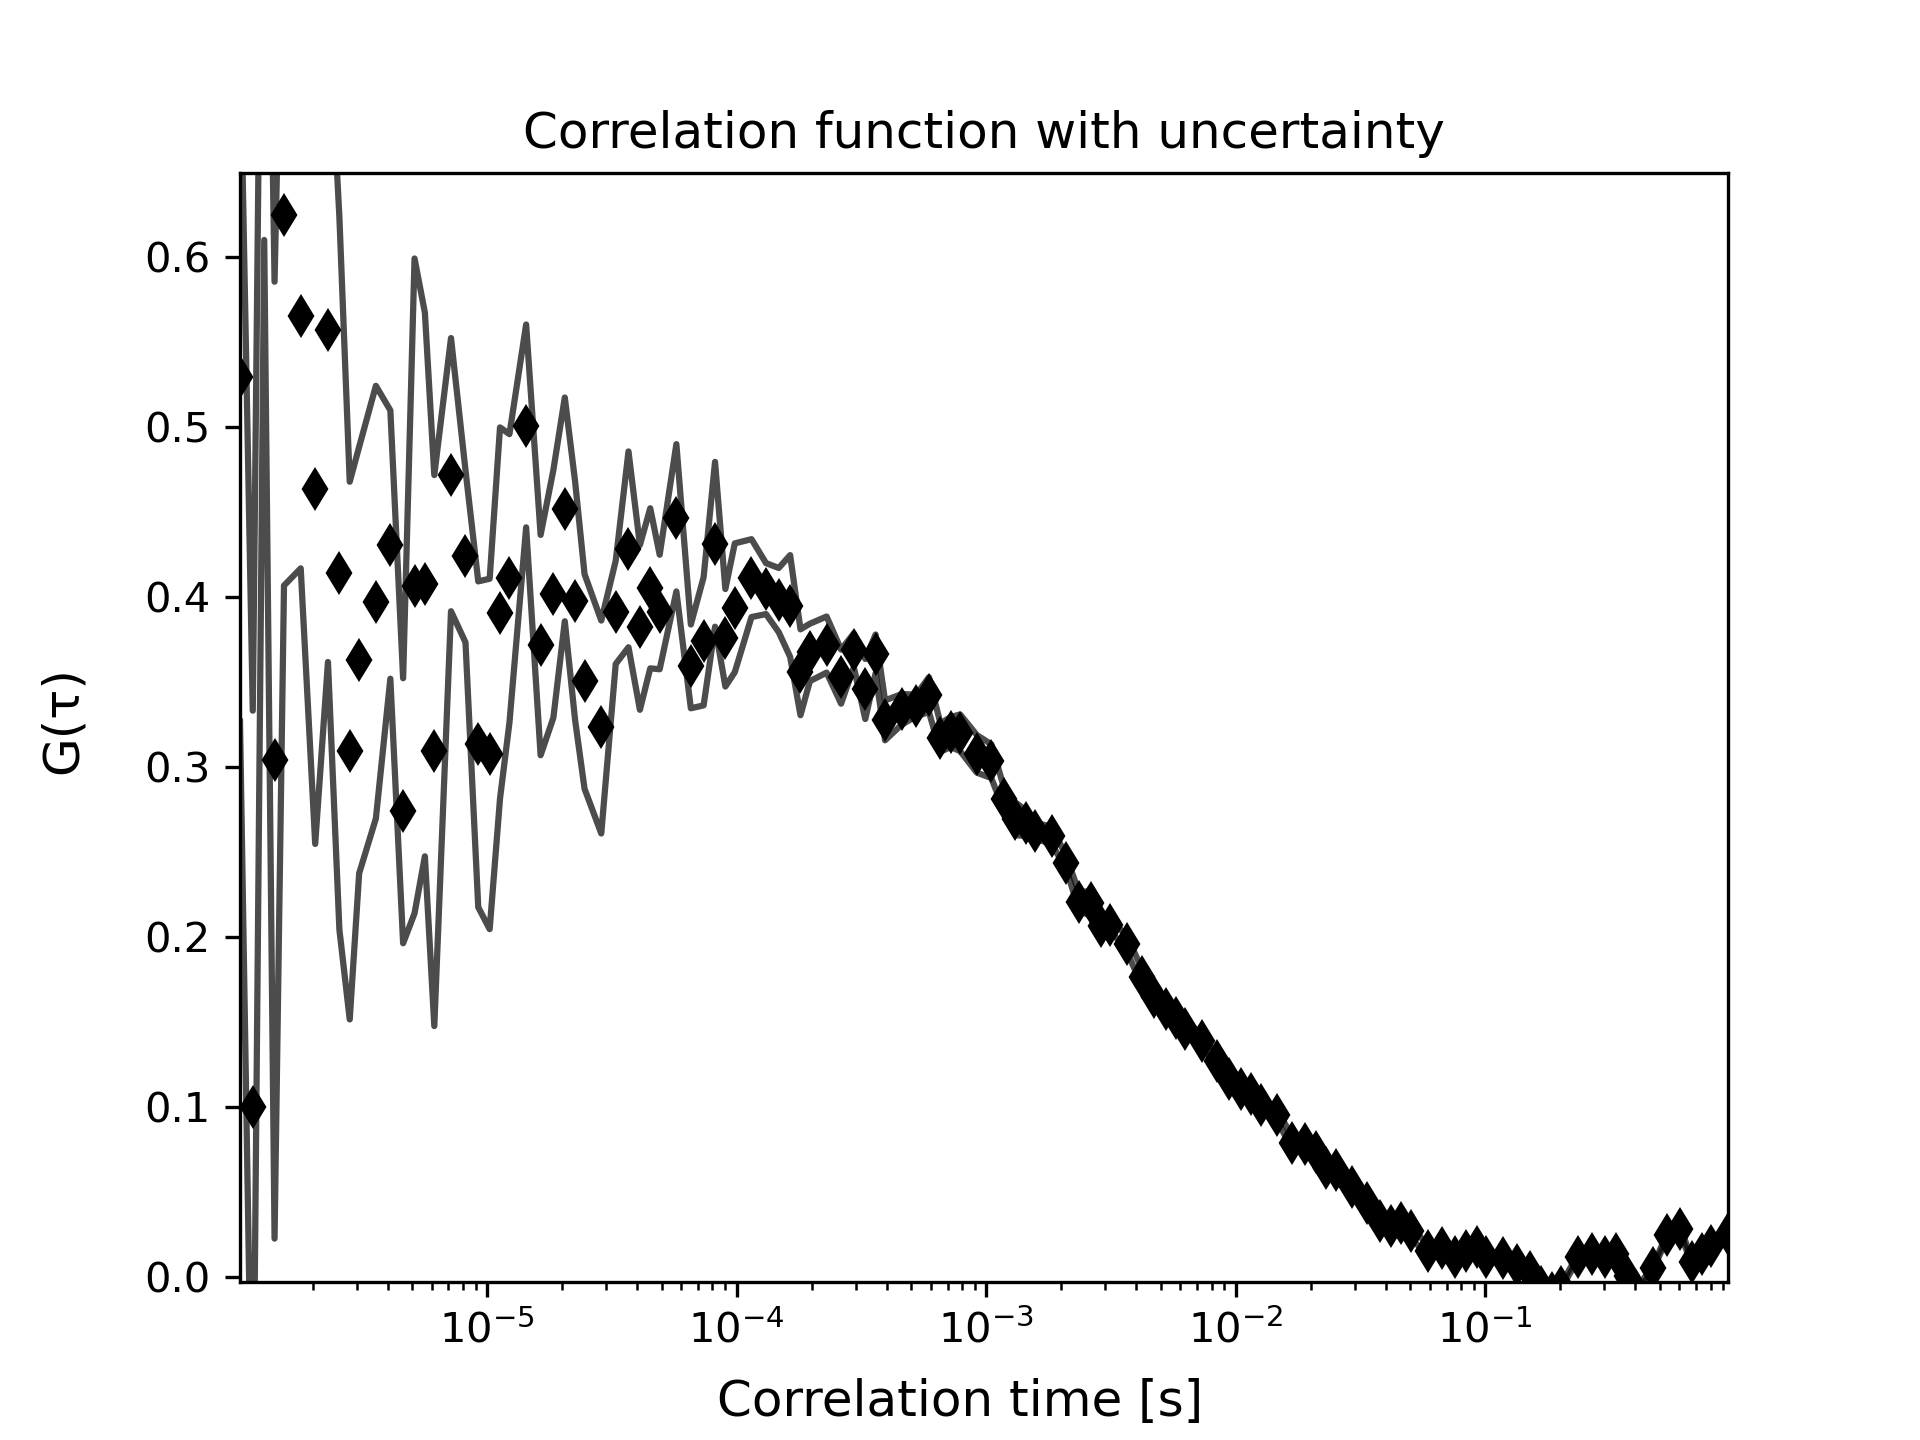 Correlation function with uncertainty
0.6
0.5
0.4
0.3
0.2
0.1
0.0
G(τ)
10⁻⁵ 10⁻⁴ 10⁻³ 10⁻² 10⁻¹
Correlation time [s]